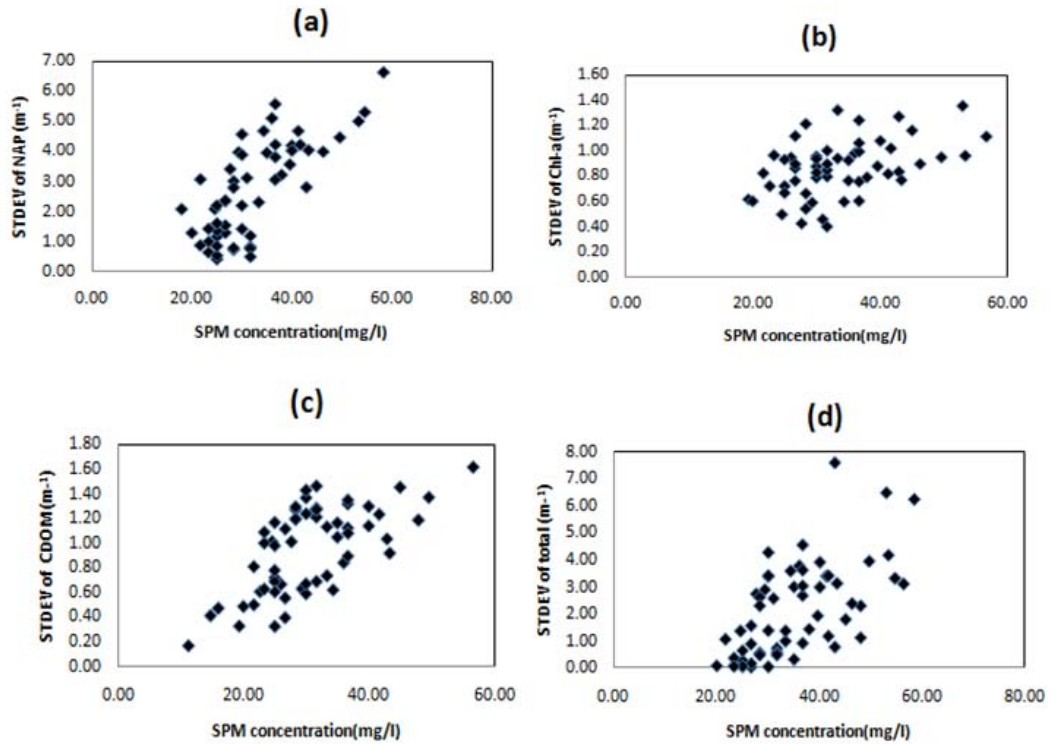 (a)
7.00
6.00
5.00
4.00
3.00
2.00
1.00
0.00
STDEV of NAP (m⁻¹)
0.00 20.00 40.00 60.00 80.00
SPM concentration(mg/l)
(b)
1.60
1.40
1.20
1.00
0.80
0.60
0.40
0.20
0.00
STDEV of Chl-a(m⁻¹)
0.00 20.00 40.00 60.00
SPM concentration(mg/l)
(c)
1.80
1.60
1.40
1.20
1.00
0.80
0.60
0.40
0.20
0.00
STDEV of CDOM(m⁻¹)
0.00 20.00 40.00 60.00
SPM concentration(mg/l)
(d)
8.00
7.00
6.00
5.00
4.00
3.00
2.00
1.00
0.00
STDEV of total (m⁻¹)
0.00 20.00 40.00 60.00 80.00
SPM concentration(mg/l)